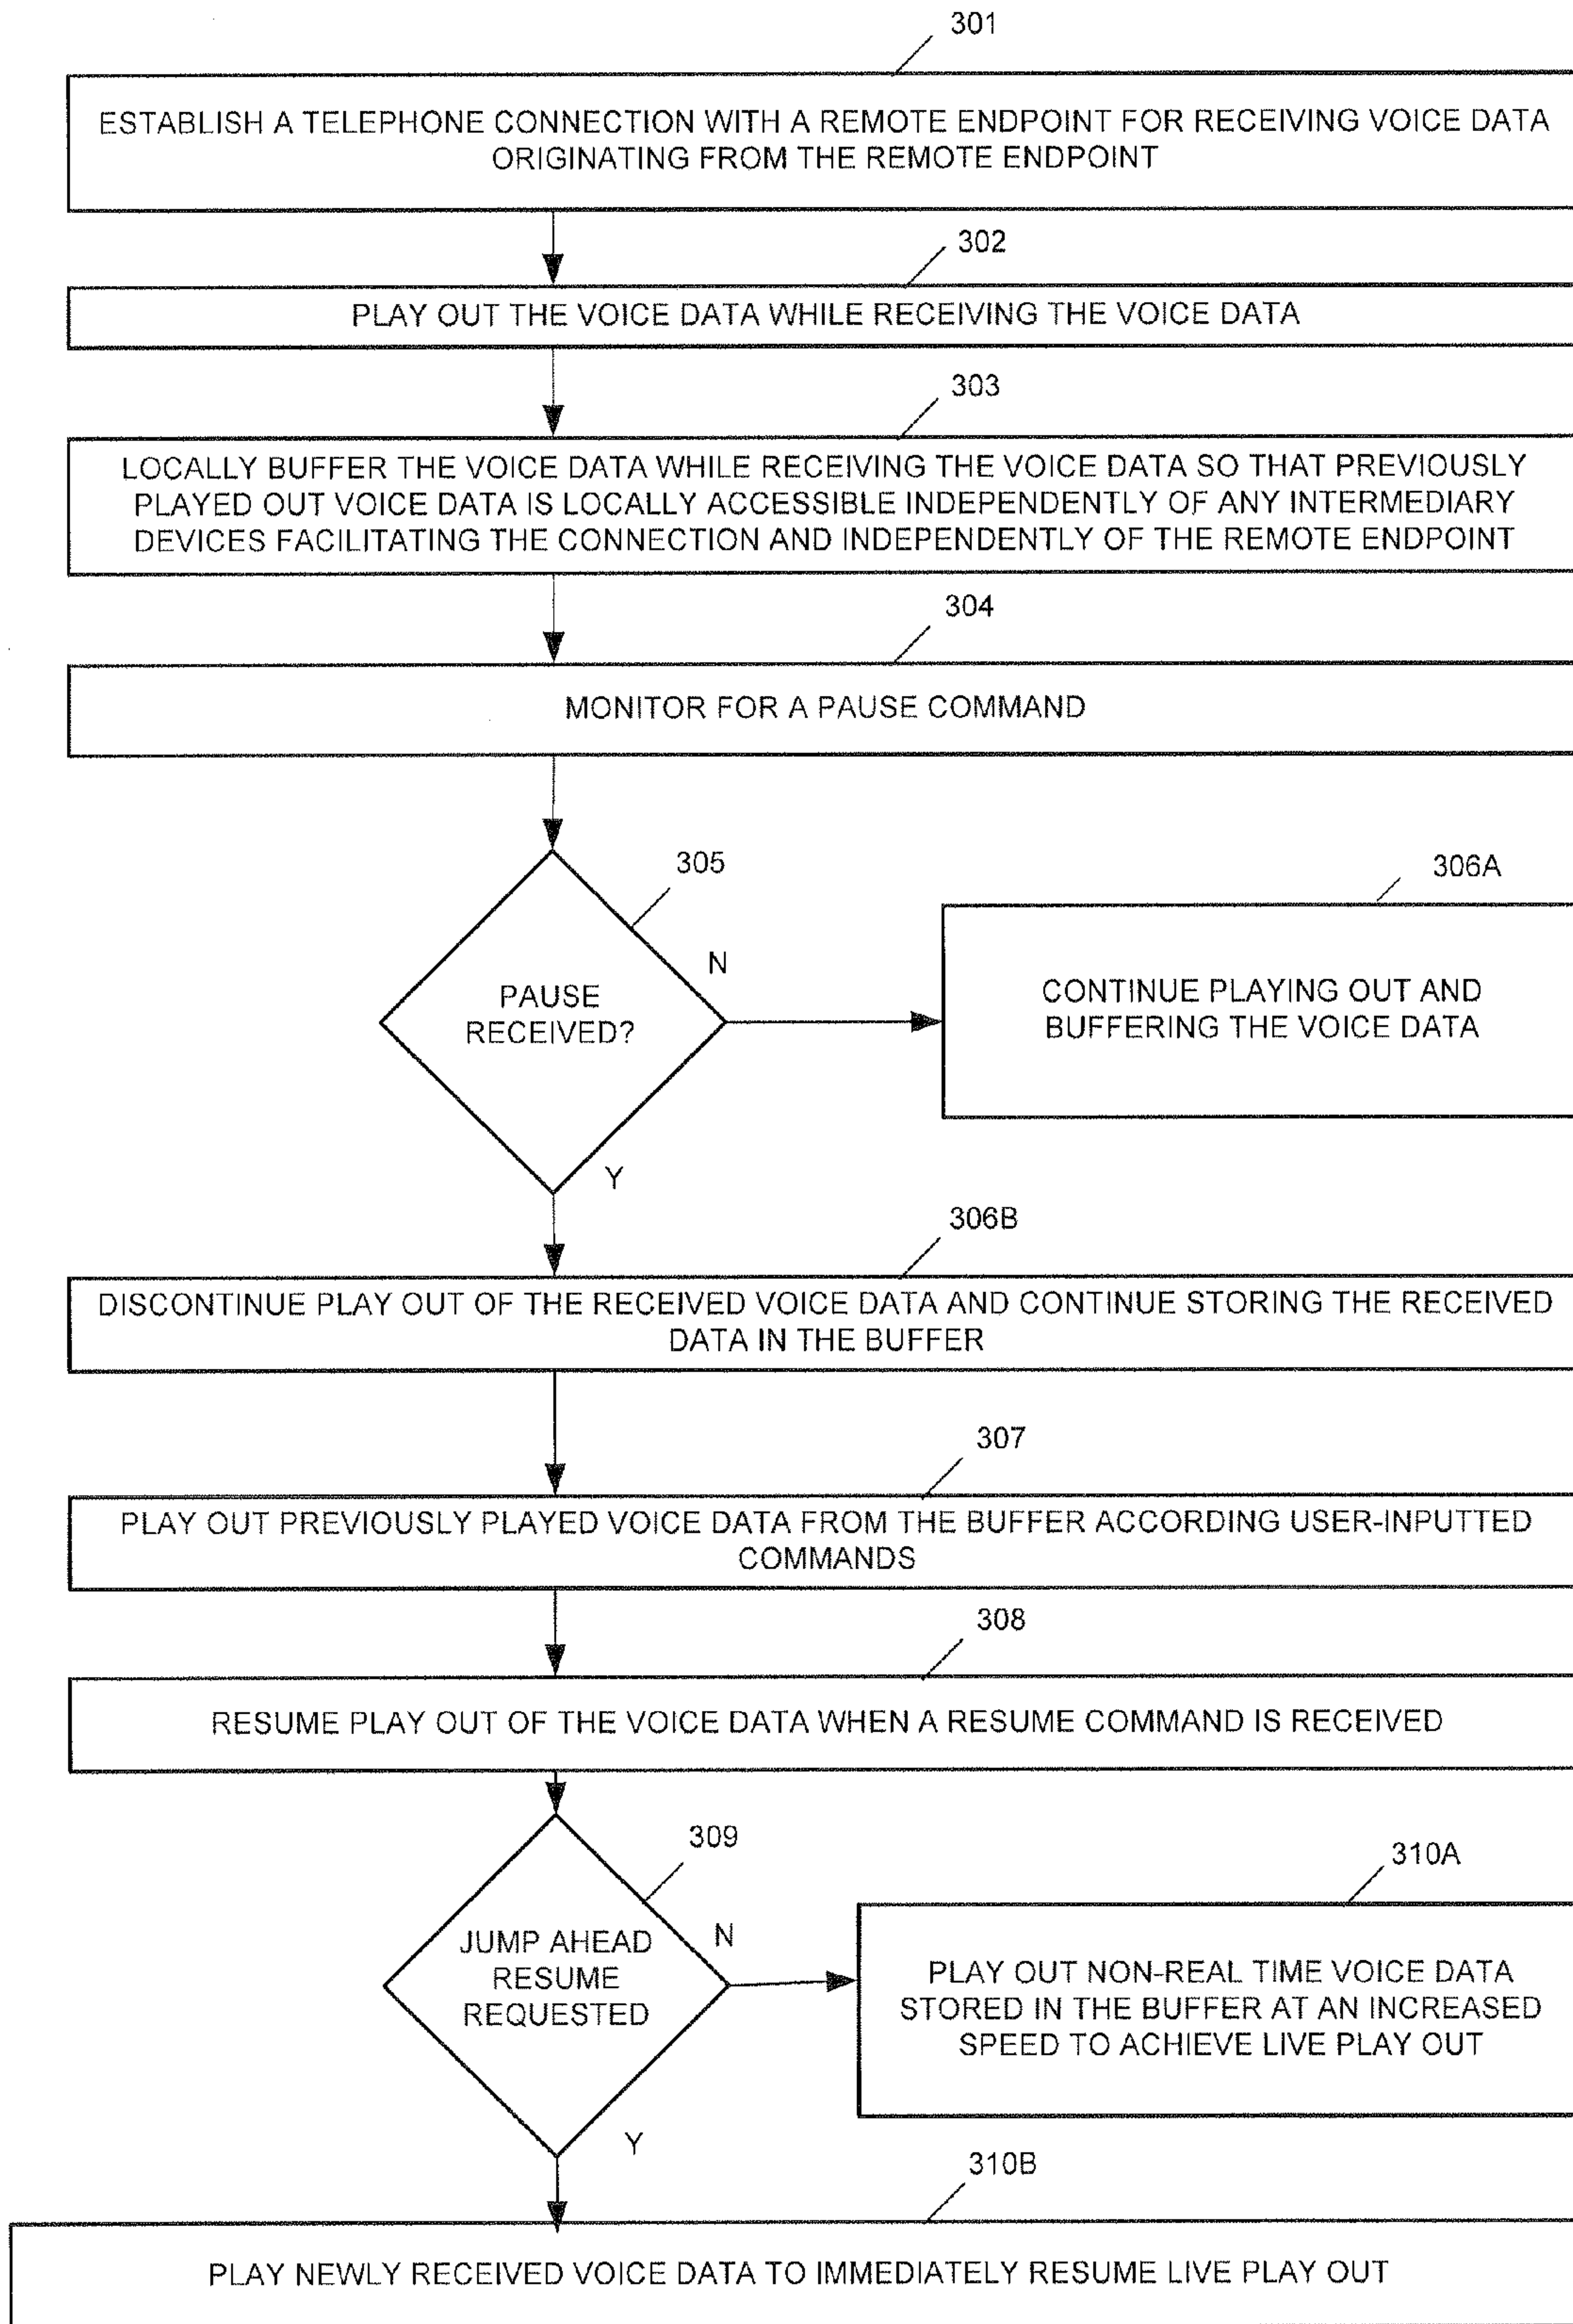 301
ESTABLISH A TELEPHONE CONNECTION WITH A REMOTE ENDPOINT FOR RECEIVING VOICE DATA
ORIGINATING FROM THE REMOTE ENDPOINT
302
PLAY OUT THE VOICE DATA WHILE RECEIVING THE VOICE DATA
303
LOCALLY BUFFER THE VOICE DATA WHILE RECEIVING THE VOICE DATA SO THAT PREVIOUSLY
PLAYED OUT VOICE DATA IS LOCALLY ACCESSIBLE INDEPENDENTLY OF ANY INTERMEDIARY
DEVICES FACILITATING THE CONNECTION AND INDEPENDENTLY OF THE REMOTE ENDPOINT
304
MONITOR FOR A PAUSE COMMAND
305
PAUSE
RECEIVED?
N
306A
CONTINUE PLAYING OUT AND
BUFFERING THE VOICE DATA
Y
306B
DISCONTINUE PLAY OUT OF THE RECEIVED VOICE DATA AND CONTINUE STORING THE RECEIVED
DATA IN THE BUFFER
307
PLAY OUT PREVIOUSLY PLAYED VOICE DATA FROM THE BUFFER ACCORDING USER-INPUTTED
COMMANDS
308
RESUME PLAY OUT OF THE VOICE DATA WHEN A RESUME COMMAND IS RECEIVED
309
JUMP AHEAD
RESUME
REQUESTED
N
310A
PLAY OUT NON-REAL TIME VOICE DATA
STORED IN THE BUFFER AT AN INCREASED
SPEED TO ACHIEVE LIVE PLAY OUT
Y
310B
PLAY NEWLY RECEIVED VOICE DATA TO IMMEDIATELY RESUME LIVE PLAY OUT